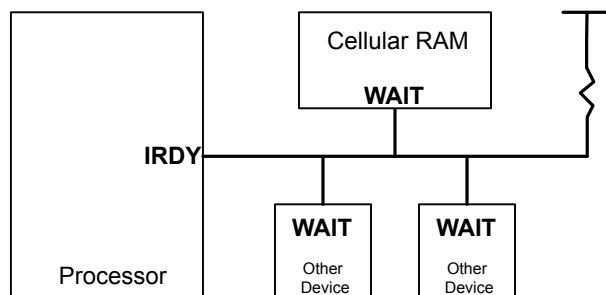 Cellular RAM
WAIT
IRDY
WAIT
WAIT
Other
Device
Other
Device
Processor